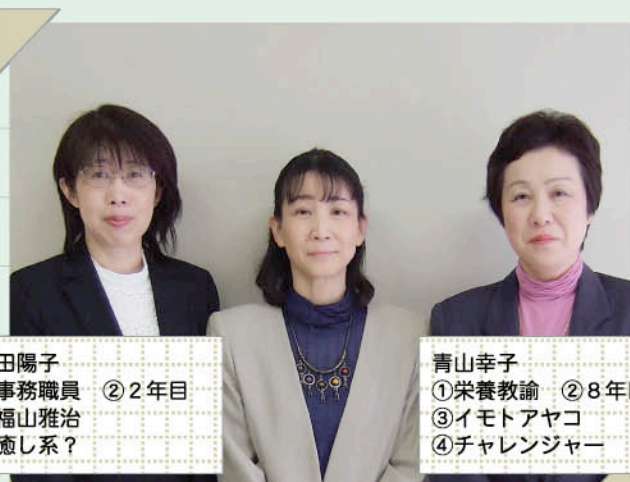 田陽子
事務職員 ②2年目
福山雅治
癒し系?
青山幸子
①栄養教諭 ②8年目
③イモトアヤコ
④チャレンジャー